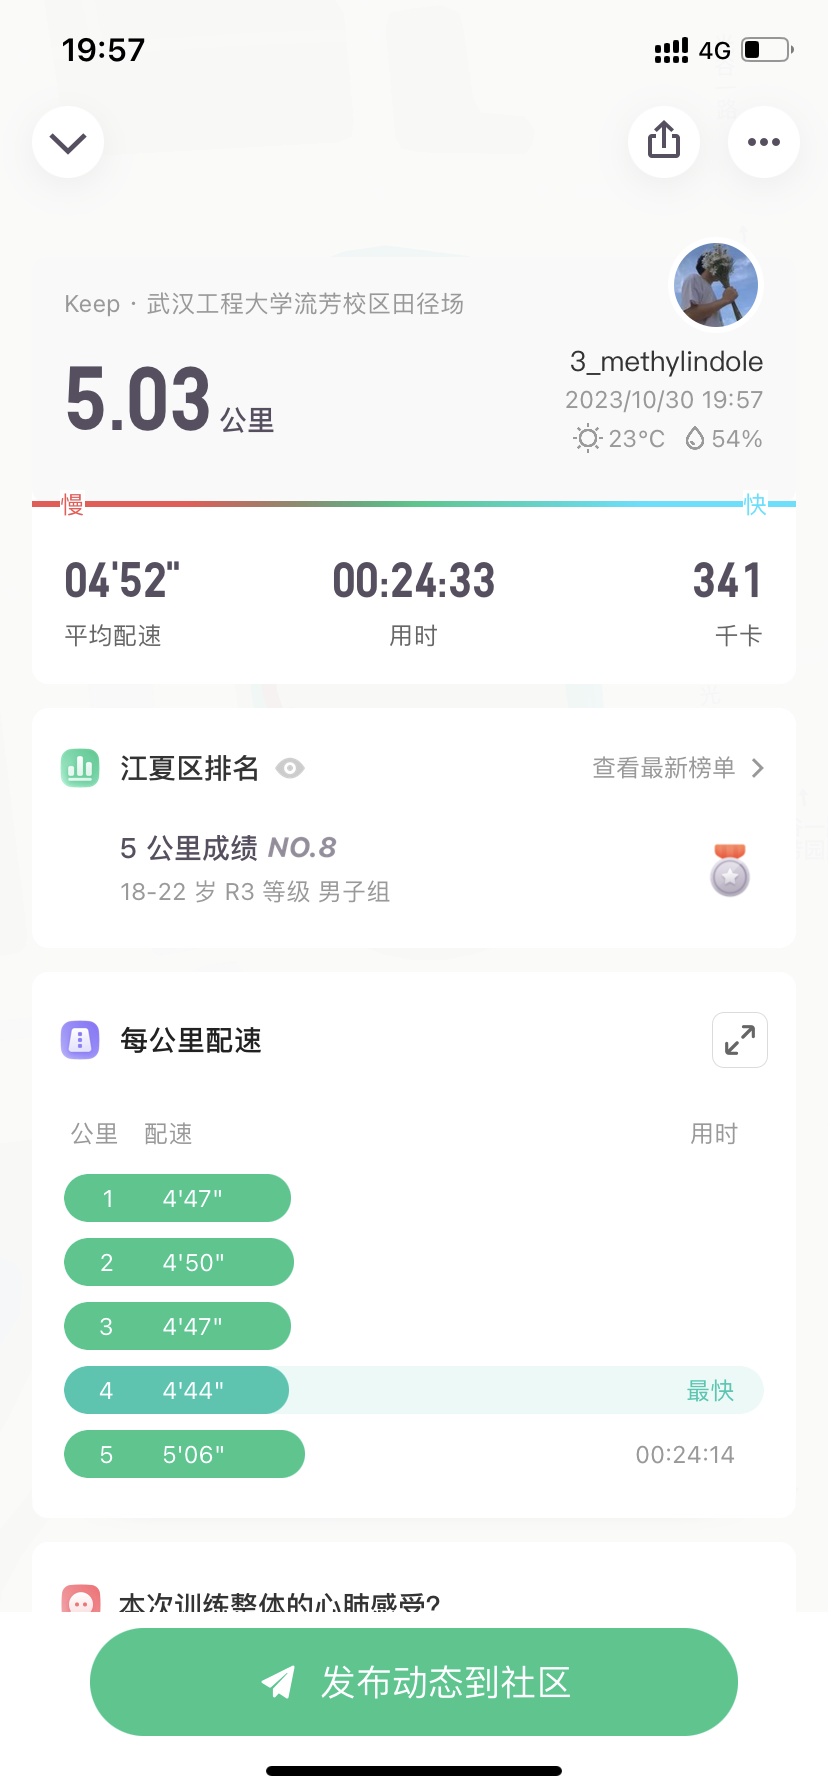 19:57
4G
Keep · 武汉工程大学流芳校区田径场
5.03 公里
3_methylindole
2023/10/30 19:57
23°C 54%
慢 快
04'52" 00:24:33 341
平均配速 用时 千卡
江夏区排名 查看最新榜单
5 公里成绩 NO.8
18-22 岁 R3 等级 男子组
每公里配速
公里 配速 用时
1 4'47"
2 4'50"
3 4'47"
4 4'44" 最快
5 5'06" 00:24:14
本次训练整体的心肺感受?
发布动态到社区